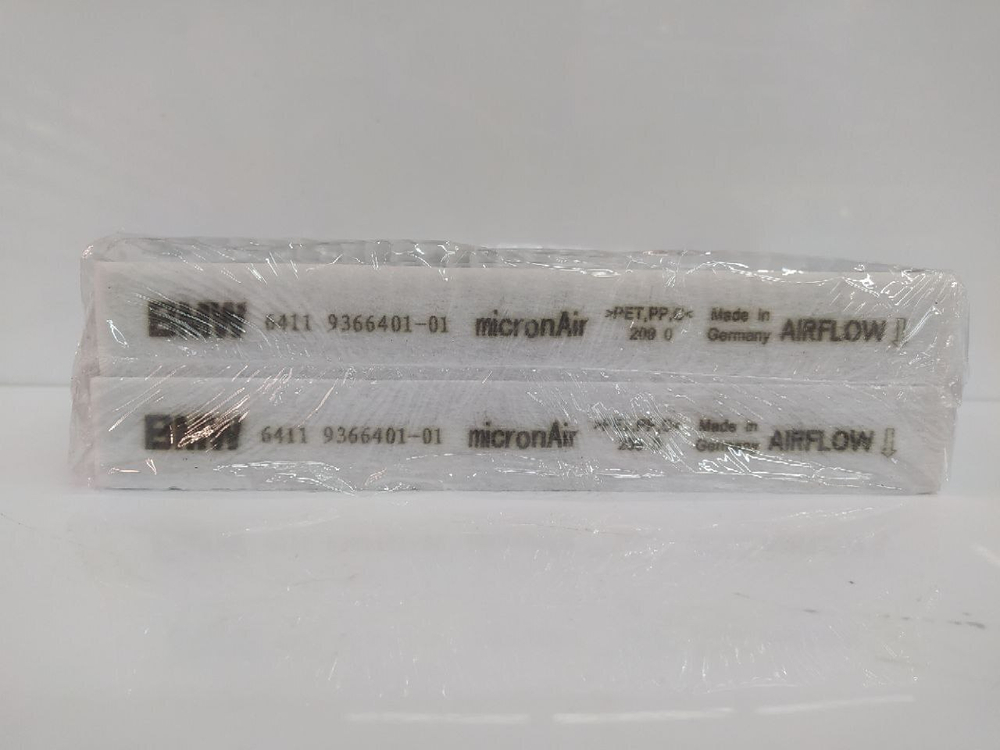 BMW 6411 9366401-01 micronAir >PET,PP,C< Made in AIRFLOW
209 0 Germany
BMW 6411 9366401-01 micronAir Made in AIRFLOW
Germany